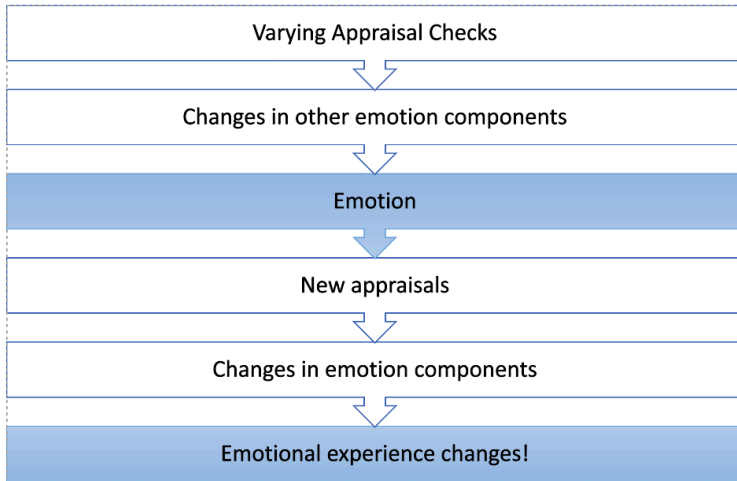 Varying Appraisal Checks
Changes in other emotion components
Emotion
New appraisals
Changes in emotion components
Emotional experience changes!